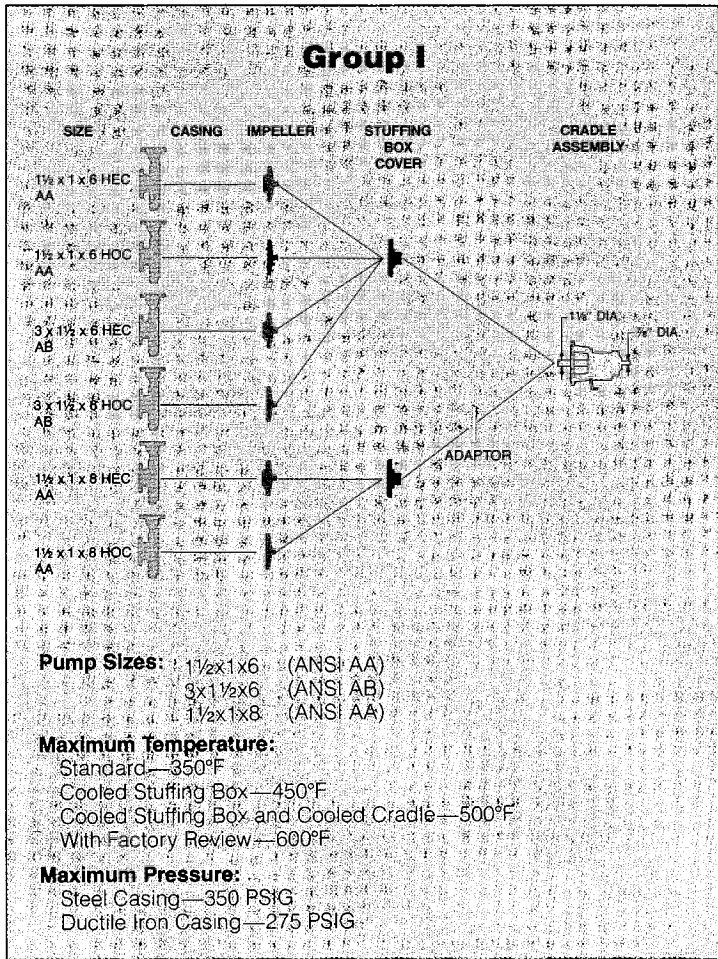 Group I
SIZE CASING IMPELLER STUFFING BOX COVER CRADLE ASSEMBLY
1½ x 1 x 6 HEC
AA
1½ x 1 x 6 HOC
AA
3 x 1½ x 6 HEC
AB
1⅛" DIA.
⅞" DIA.
3 x 1½ x 6 HOC
AB
ADAPTOR
1½ x 1 x 8 HEC
AA
1½ x 1 x 8 HOC
AA
Pump Sizes: 1½x1x6 (ANSI AA)
3x1½x6 (ANSI AB)
1½x1x8 (ANSI AA)
Maximum Temperature:
Standard—350°F
Cooled Stuffing Box—450°F
Cooled Stuffing Box and Cooled Cradle—500°F
With Factory Review—600°F
Maximum Pressure:
Steel Casing—350 PSIG
Ductile Iron Casing—275 PSIG